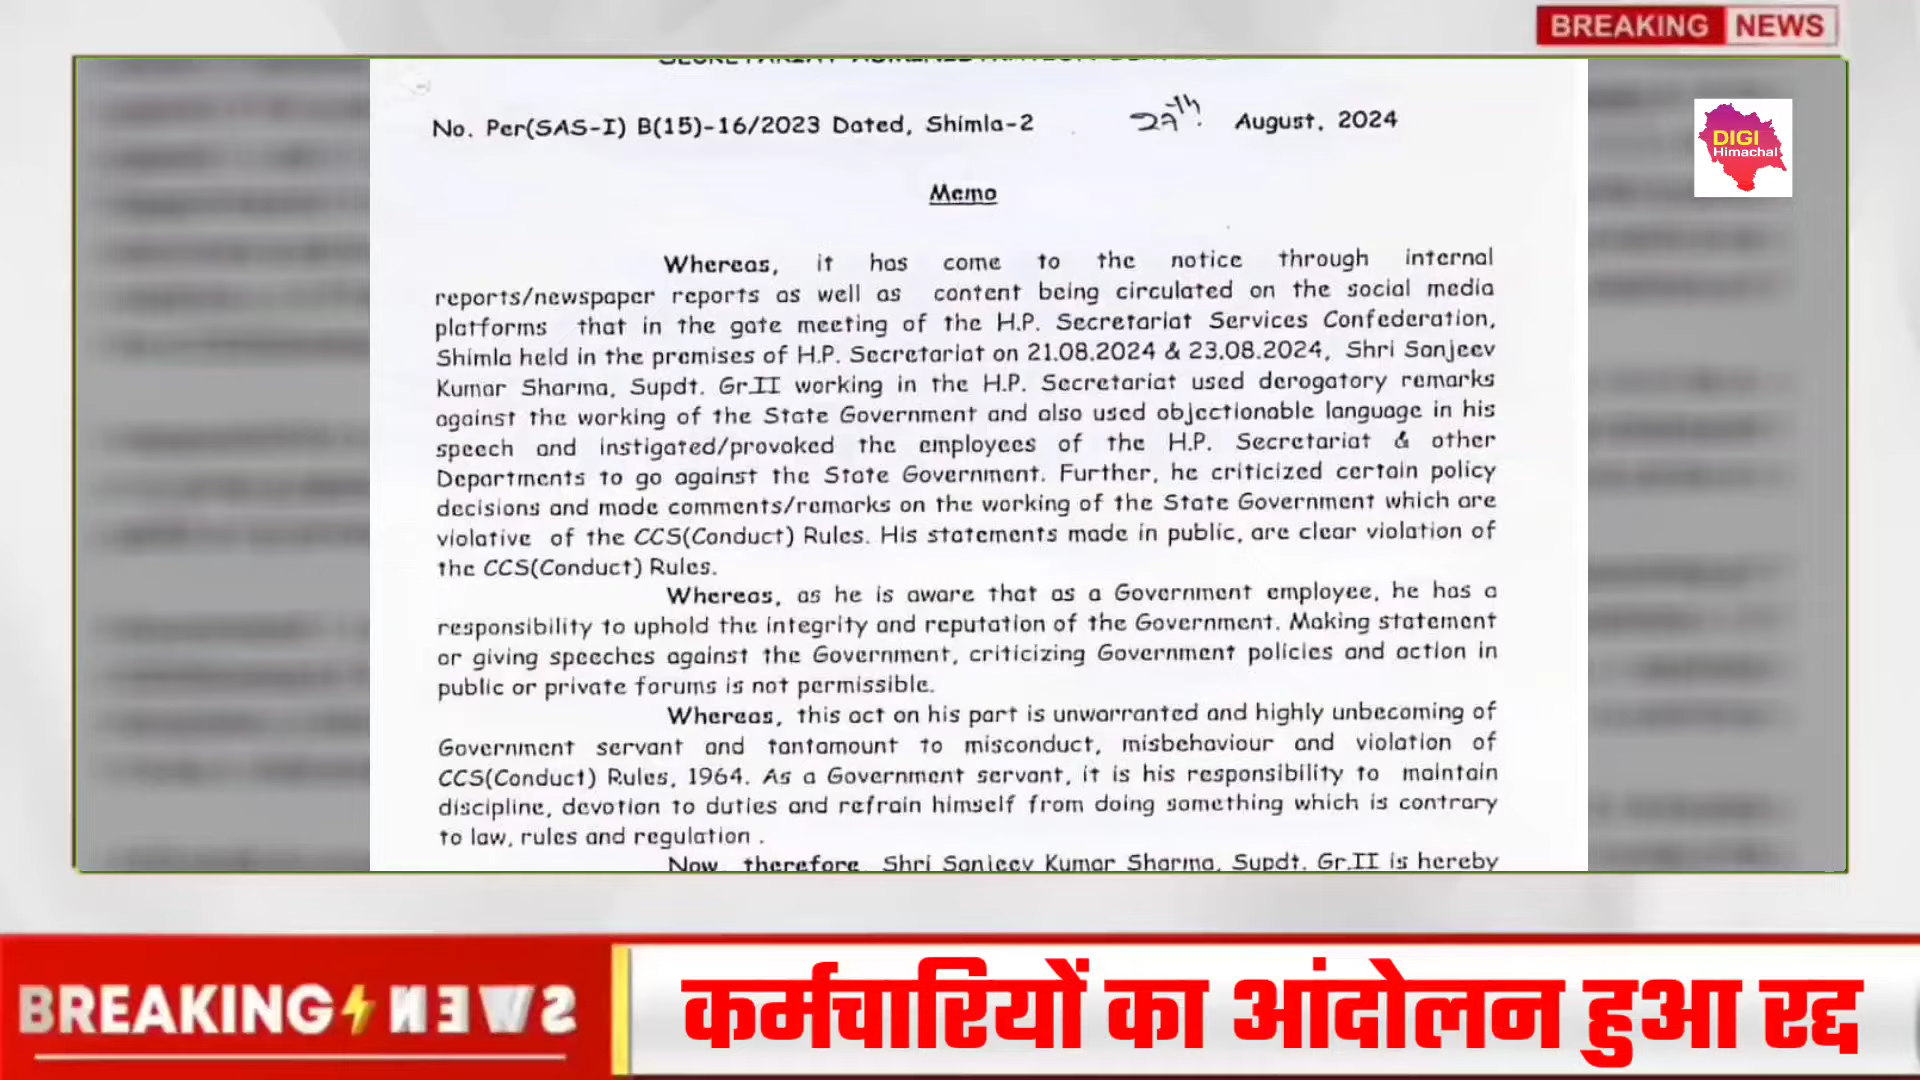 BREAKING NEWS
DIGI
Himachal
No. Per(SAS-I) B(15)-16/2023 Dated, Shimla-2 27th August, 2024
Memo
Whereas, it has come to the notice through internal
reports/newspaper reports as well as content being circulated on the social media
platforms that in the gate meeting of the H.P. Secretariat Services Confederation,
Shimla held in the premises of H.P. Secretariat on 21.08.2024 & 23.08.2024, Shri Sanjeev
Kumar Sharma, Supdt. Gr.II working in the H.P. Secretariat used derogatory remarks
against the working of the State Government and also used objectionable language in his
speech and instigated/provoked the employees of the H.P. Secretariat & other
Departments to go against the State Government. Further, he criticized certain policy
decisions and made comments/remarks on the working of the State Government which are
violative of the CCS(Conduct) Rules. His statements made in public, are clear violation of
the CCS(Conduct) Rules.
Whereas, as he is aware that as a Government employee, he has a
responsibility to uphold the integrity and reputation of the Government. Making statement
or giving speeches against the Government, criticizing Government policies and action in
public or private forums is not permissible.
Whereas, this act on his part is unwarranted and highly unbecoming of
Government servant and tantamount to misconduct, misbehaviour and violation of
CCS(Conduct) Rules, 1964. As a Government servant, it is his responsibility to maintain
discipline, devotion to duties and refrain himself from doing something which is contrary
to law, rules and regulation .
Now, therefore Shri Sanjeev Kumar Sharma, Supdt. Gr.II is hereby
BREAKING NEWS
कर्मचारियों का आंदोलन हुआ रद्द